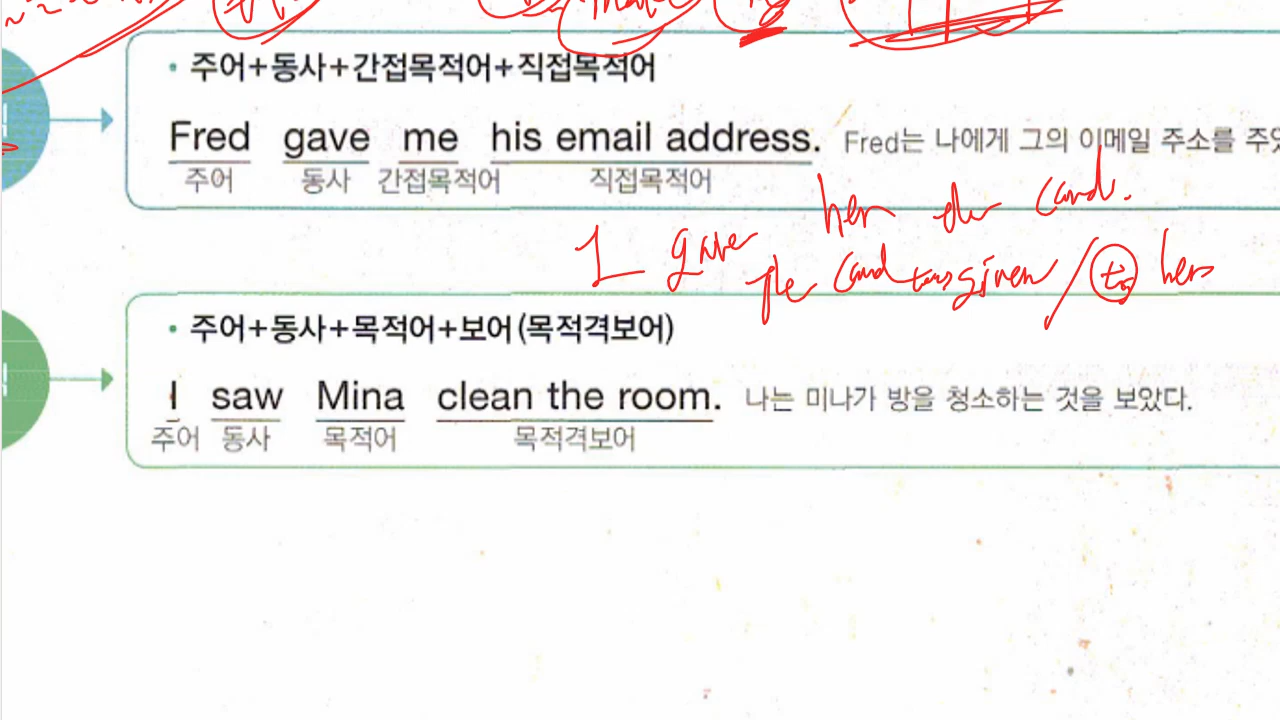 • 주어+동사+간접목적어+직접목적어
Fred gave me his email address. Fred는 나에게 그의 이메일 주소를 주
주어 동사 간접목적어 직접목적어
I gave her the card.
the card was given / to her
• 주어+동사+목적어+보어(목적격보어)
I saw Mina clean the room. 나는 미나가 방을 청소하는 것을 보았다.
주어 동사 목적어 목적격보어